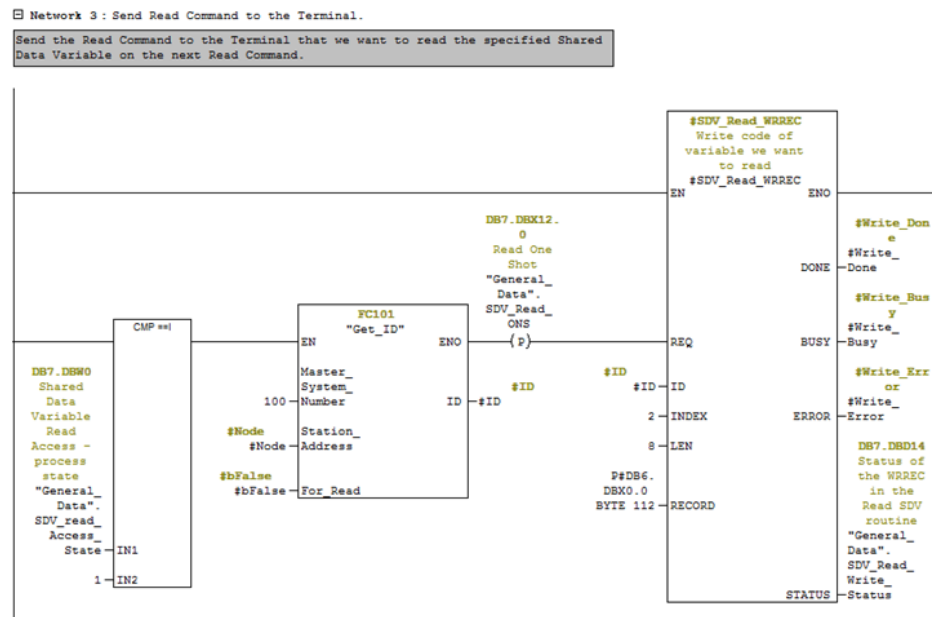 Network 3 : Send Read Command to the Terminal.
Send the Read Command to the Terminal that we want to read the specified Shared
Data Variable on the next Read Command.
#SDV_Read_WRREC
Write code of
variable we want
to read
#SDV_Read_WRREC
EN
ENO
DB7.DBX12.
0
Read One
Shot
"General_
Data".
SDV_Read_
ONS
(P)
#Write_Don
e
#Write_
DONE
Done
CMP ==I
FC101
"Get_ID"
EN
ENO
REQ
#Write_Bus
y
#Write_
BUSY
Busy
DB7.DBW0
Shared
Data
Variable
Read
Access -
process
state
"General_
Data".
SDV_read_
Access_
State
IN1
1
IN2
Master_
System_
100
Number
ID
#ID
#ID
#Node
#Node
Station_
Address
#bFalse
#bFalse
For_Read
#ID
#ID
ID
2
INDEX
8
LEN
P#DB6.
DBX0.0
BYTE 112
RECORD
#Write_Err
or
#Write_
ERROR
Error
DB7.DBD14
Status of
the WRREC
in the
Read SDV
routine
"General_
Data".
SDV_Read_
Write_
STATUS
Status